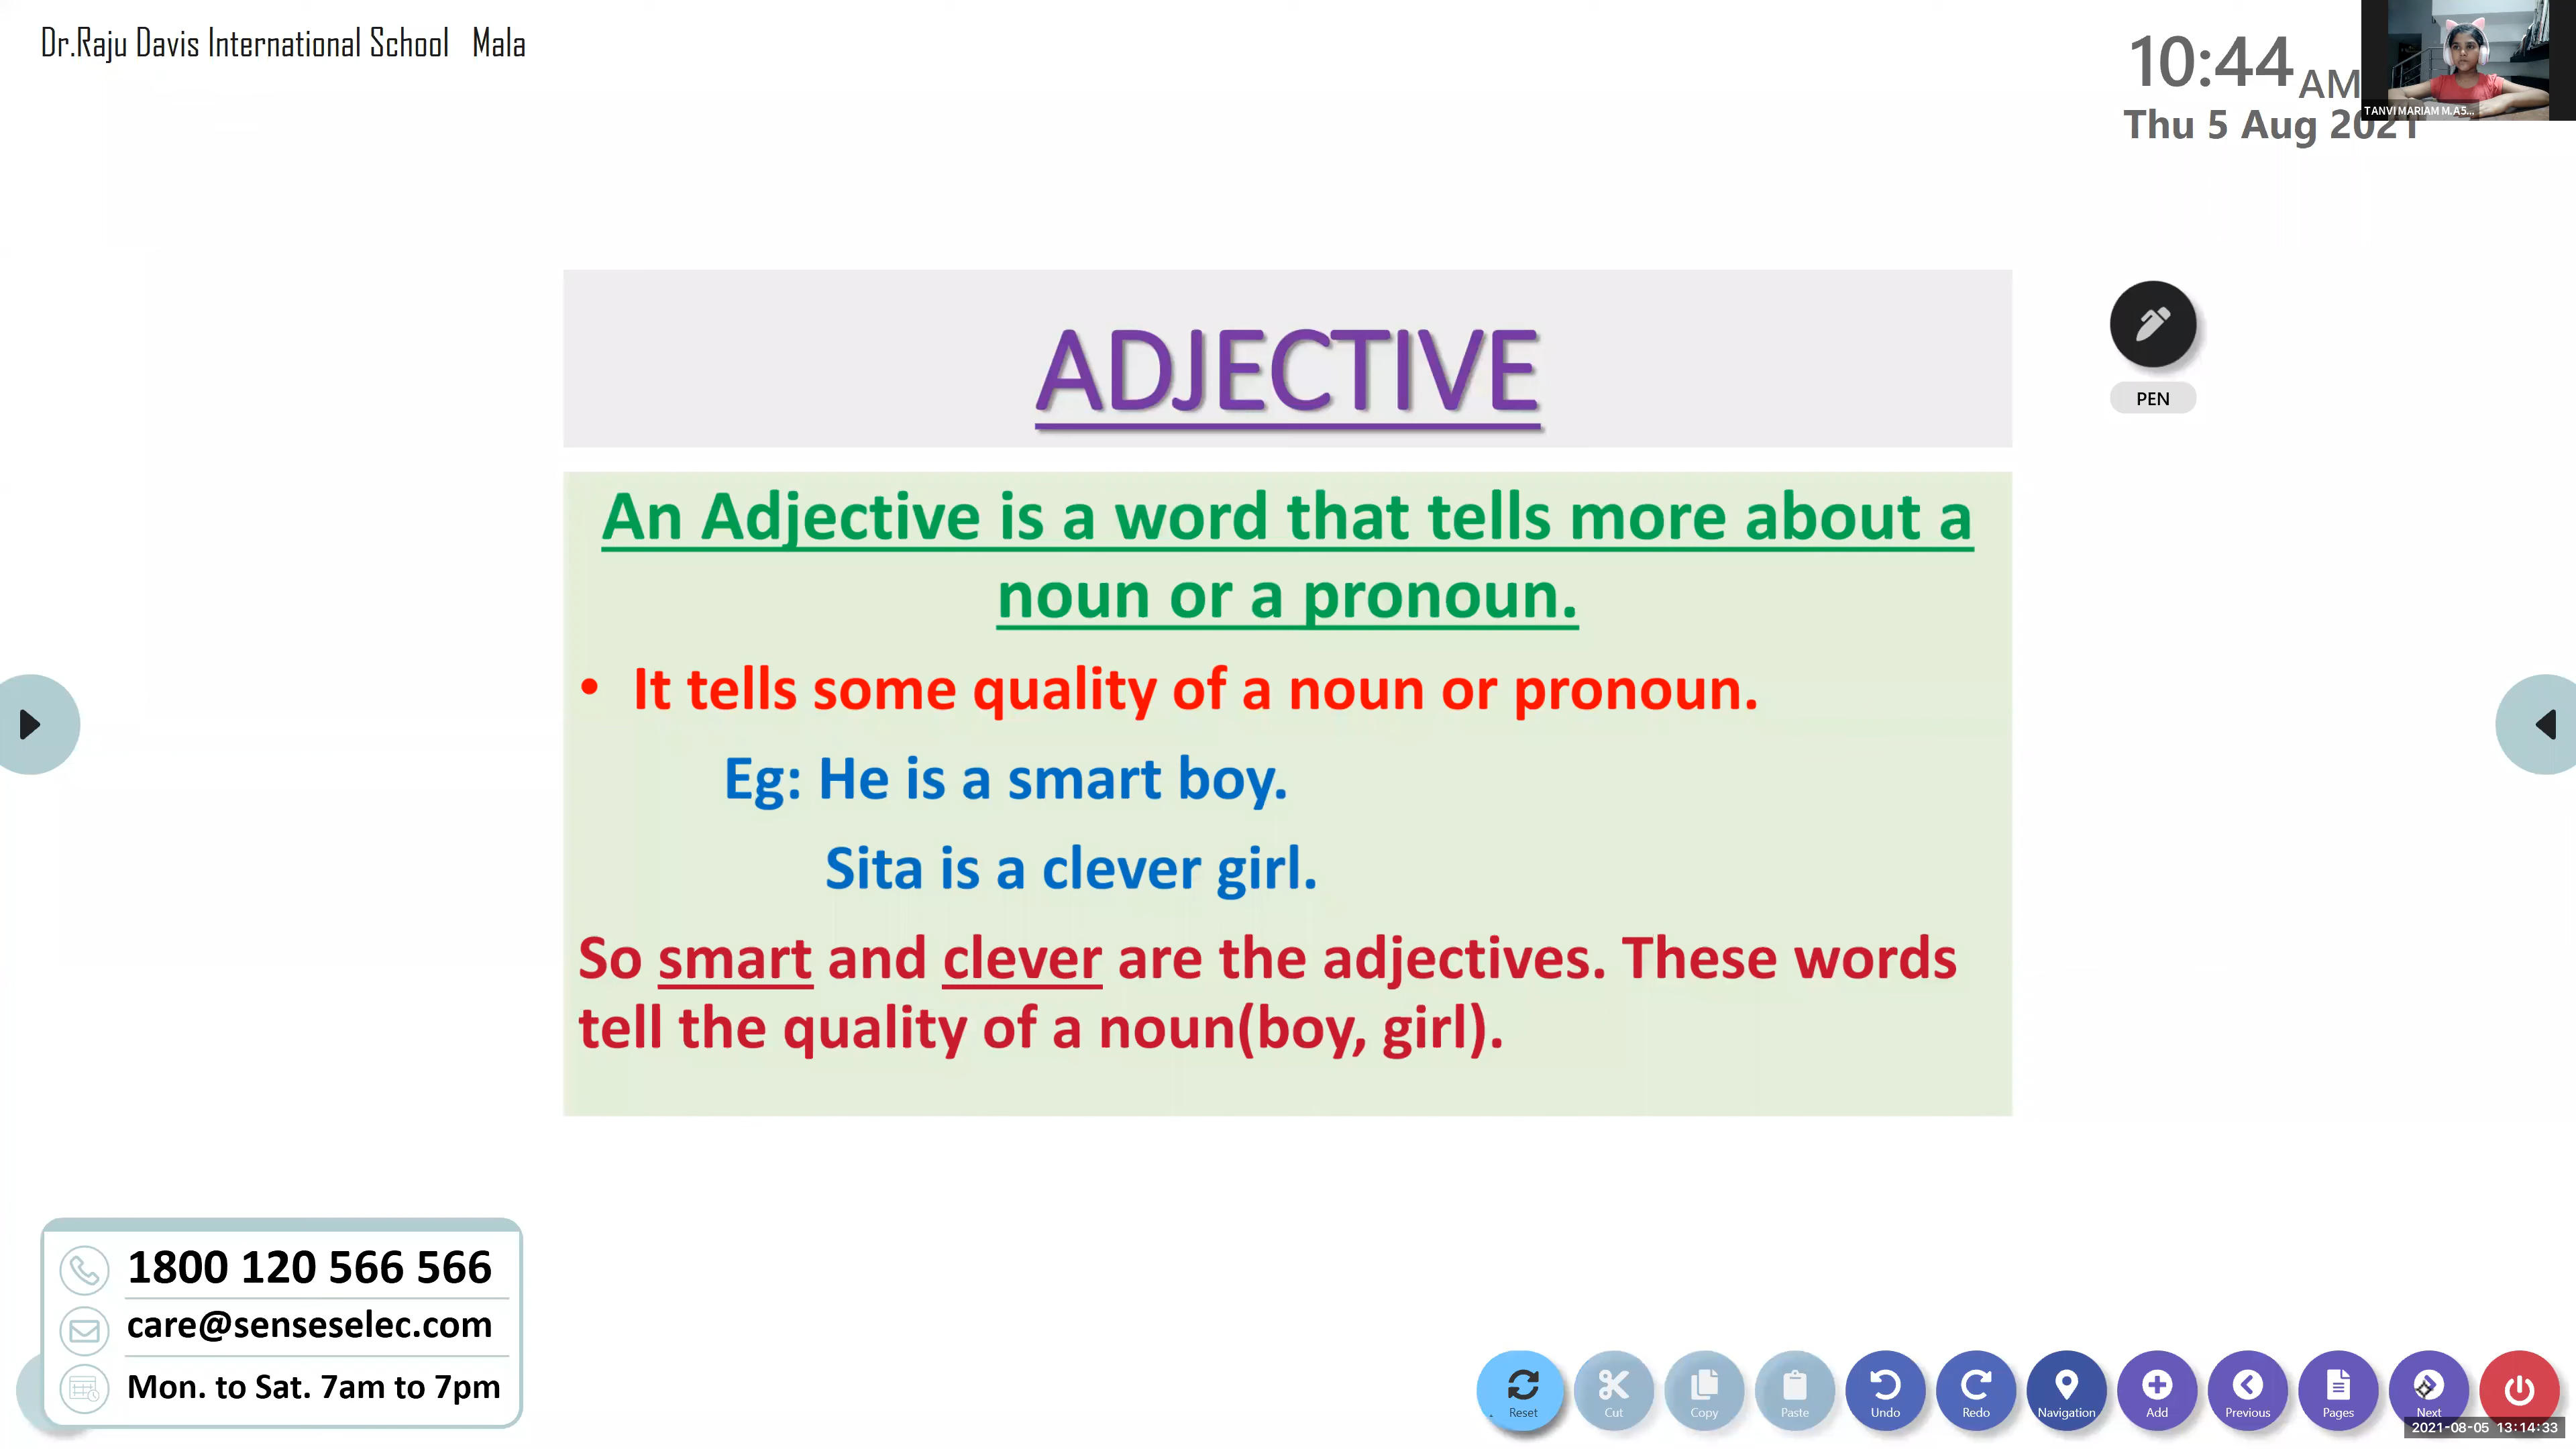 Dr.Raju Davis International School Mala
10:44 AM
Thu 5 Aug 2021
TANVI MARIAM M.A5...
ADJECTIVE
PEN
An Adjective is a word that tells more about a
noun or a pronoun.
• It tells some quality of a noun or pronoun.
Eg: He is a smart boy.
Sita is a clever girl.
So smart and clever are the adjectives. These words
tell the quality of a noun(boy, girl).
1800 120 566 566
care@senseselec.com
Mon. to Sat. 7am to 7pm
Reset Cut Copy Paste Undo Redo Navigation Add Previous Pages Next
2021-08-05 13:14:33